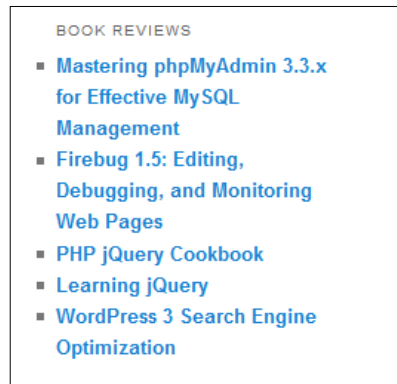 BOOK REVIEWS
Mastering phpMyAdmin 3.3.x
for Effective MySQL
Management
Firebug 1.5: Editing,
Debugging, and Monitoring
Web Pages
PHP jQuery Cookbook
Learning jQuery
WordPress 3 Search Engine
Optimization